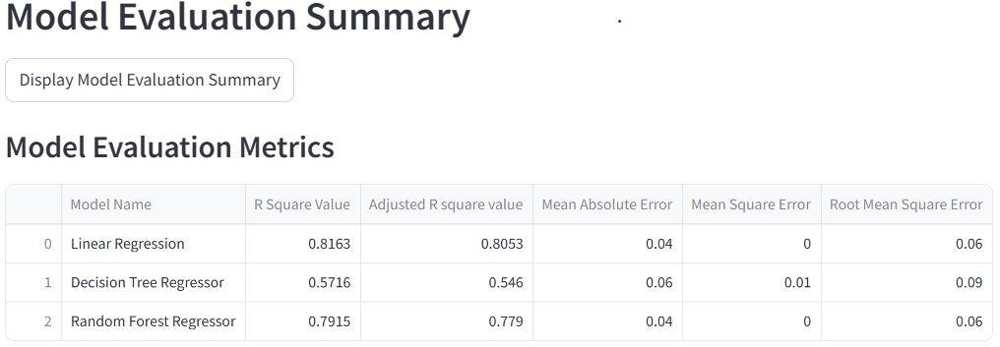 Model Evaluation Summary
Display Model Evaluation Summary
Model Evaluation Metrics
Model Name R Square Value Adjusted R square value Mean Absolute Error Mean Square Error Root Mean Square Error
0 Linear Regression 0.8163 0.8053 0.04 0 0.06
1 Decision Tree Regressor 0.5716 0.546 0.06 0.01 0.09
2 Random Forest Regressor 0.7915 0.779 0.04 0 0.06